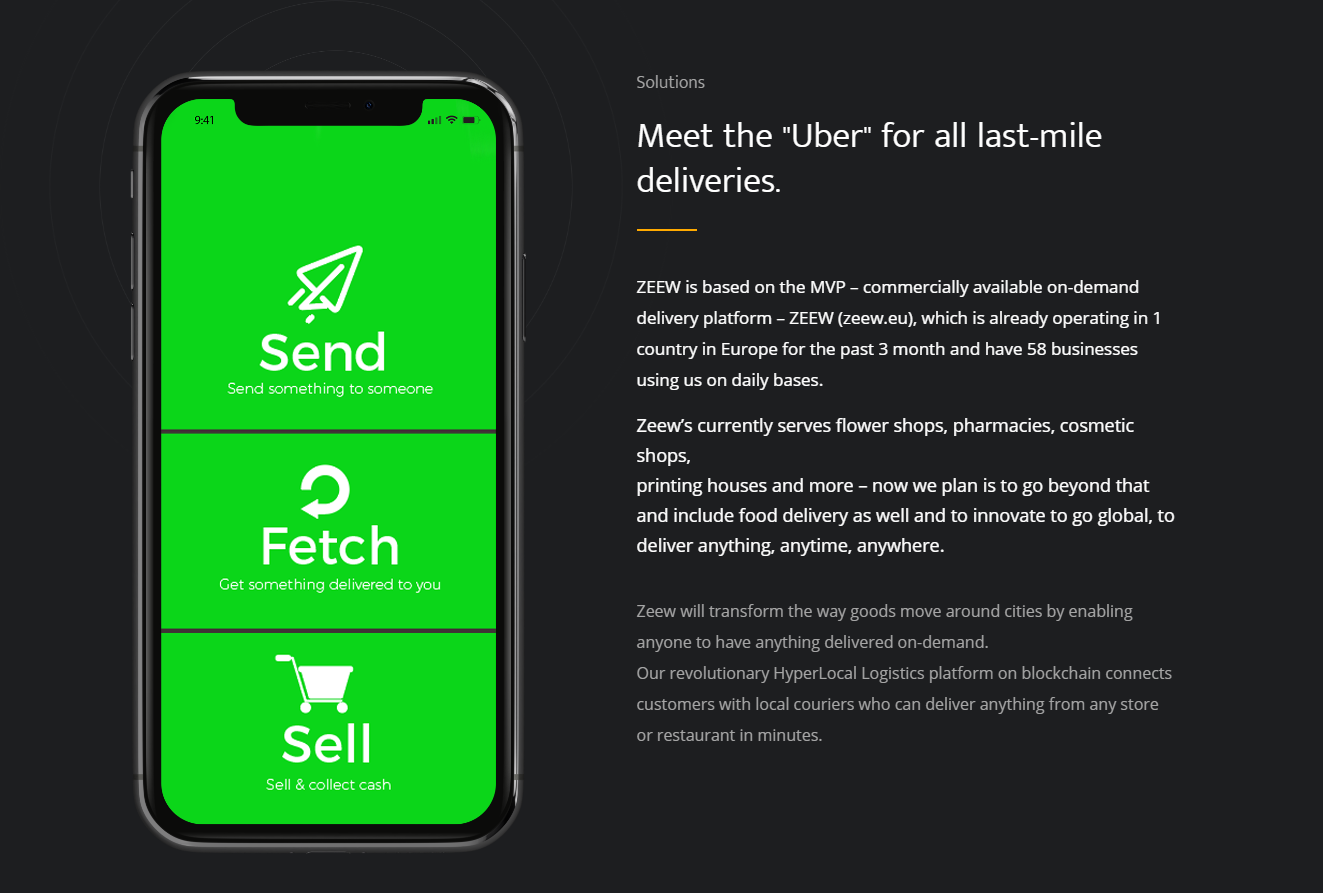 9:41
Send
Send something to someone
Fetch
Get something delivered to you
Sell
Sell & collect cash
Solutions
Meet the "Uber" for all last-mile
deliveries.
ZEEW is based on the MVP – commercially available on-demand
delivery platform – ZEEW (zeew.eu), which is already operating in 1
country in Europe for the past 3 month and have 58 businesses
using us on daily bases.
Zeew’s currently serves flower shops, pharmacies, cosmetic
shops,
printing houses and more – now we plan is to go beyond that
and include food delivery as well and to innovate to go global, to
deliver anything, anytime, anywhere.
Zeew will transform the way goods move around cities by enabling
anyone to have anything delivered on-demand.
Our revolutionary HyperLocal Logistics platform on blockchain connects
customers with local couriers who can deliver anything from any store
or restaurant in minutes.